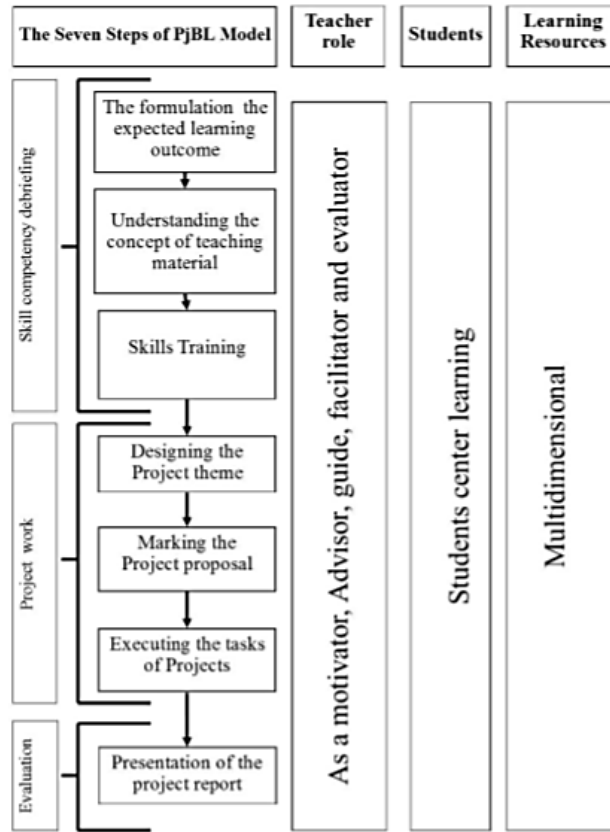 The Seven Steps of PjBL Model
Teacher
role
Students
Learning
Resources
Skill competency debriefing
The formulation the
expected learning
outcome
Understanding the
concept of teaching
material
Skills Training
Project work
Designing the
Project theme
Marking the
Project proposal
Executing the tasks
of Projects
Evaluation
Presentation of the
project report
As a motivator, Advisor, guide, facilitator and evaluator
Students center learning
Multidimensional